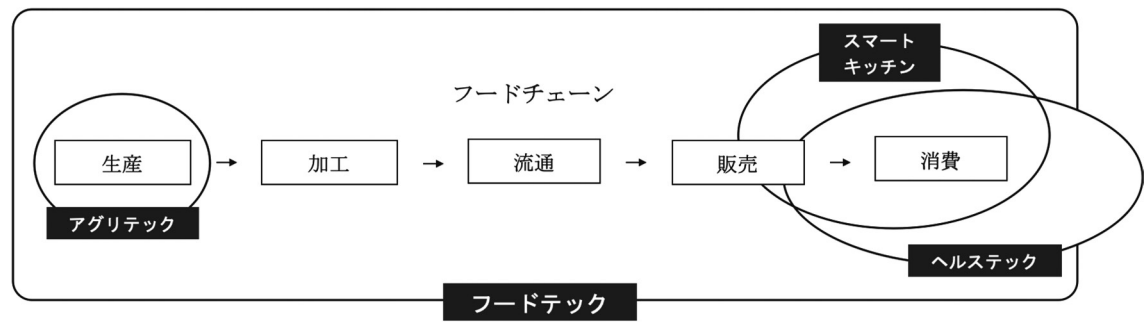 スマート
キッチン
フードチェーン
生産
加工
流通
販売
消費
アグリテック
ヘルステック
フードテック